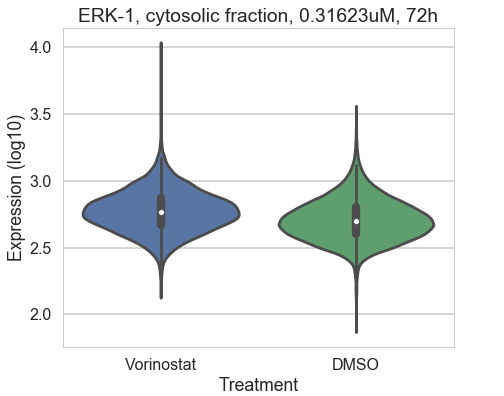 ERK-1, cytosolic fraction, 0.31623uM, 72h
Expression (log10)
4.0
3.5
3.0
2.5
2.0
Vorinostat
DMSO
Treatment